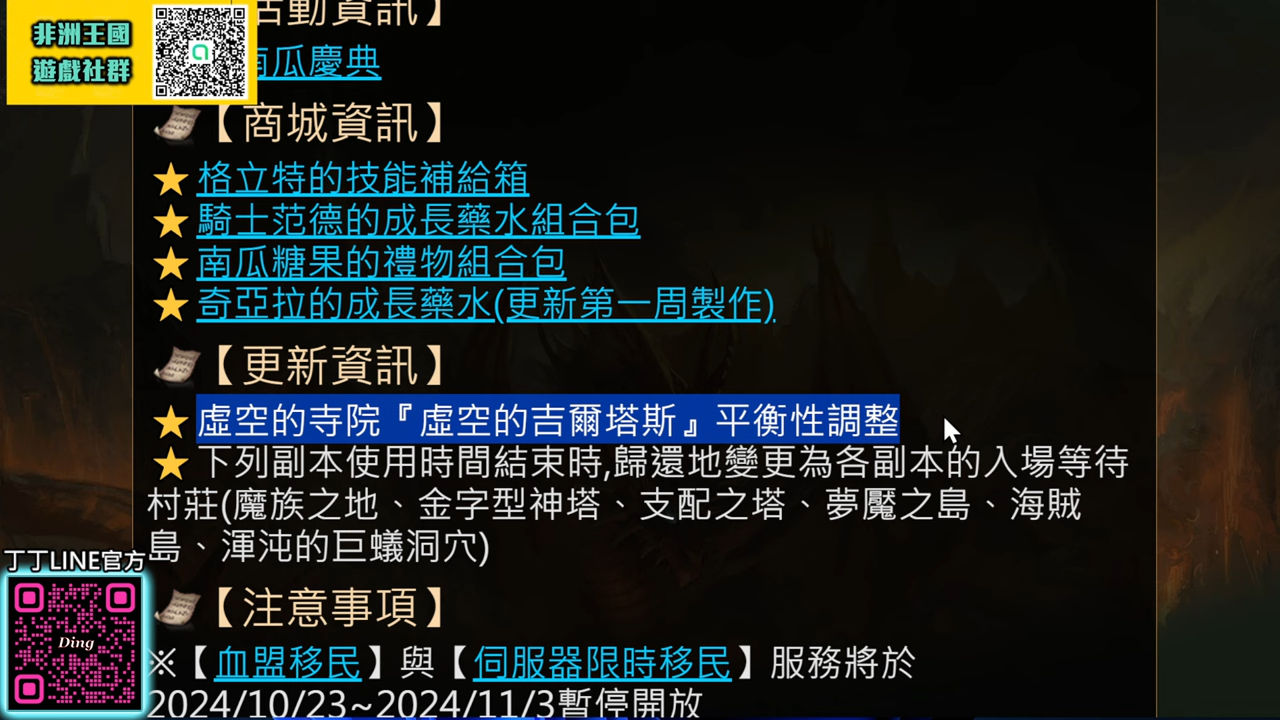 非洲王國
遊戲社群
活動資訊】
南瓜慶典
【商城資訊】
格立特的技能補給箱
騎士范德的成長藥水組合包
南瓜糖果的禮物組合包
奇亞拉的成長藥水(更新第一周製作)
【更新資訊】
虛空的寺院『虛空的吉爾塔斯』平衡性調整
下列副本使用時間結束時,歸還地變更為各副本的入場等待
村莊(魔族之地、金字型神塔、支配之塔、夢魘之島、海賊
島、渾沌的巨蟻洞穴)
丁丁LINE官方
Ding
【注意事項】
※【血盟移民】與【伺服器限時移民】服務將於
2024/10/23~2024/11/3暫停開放